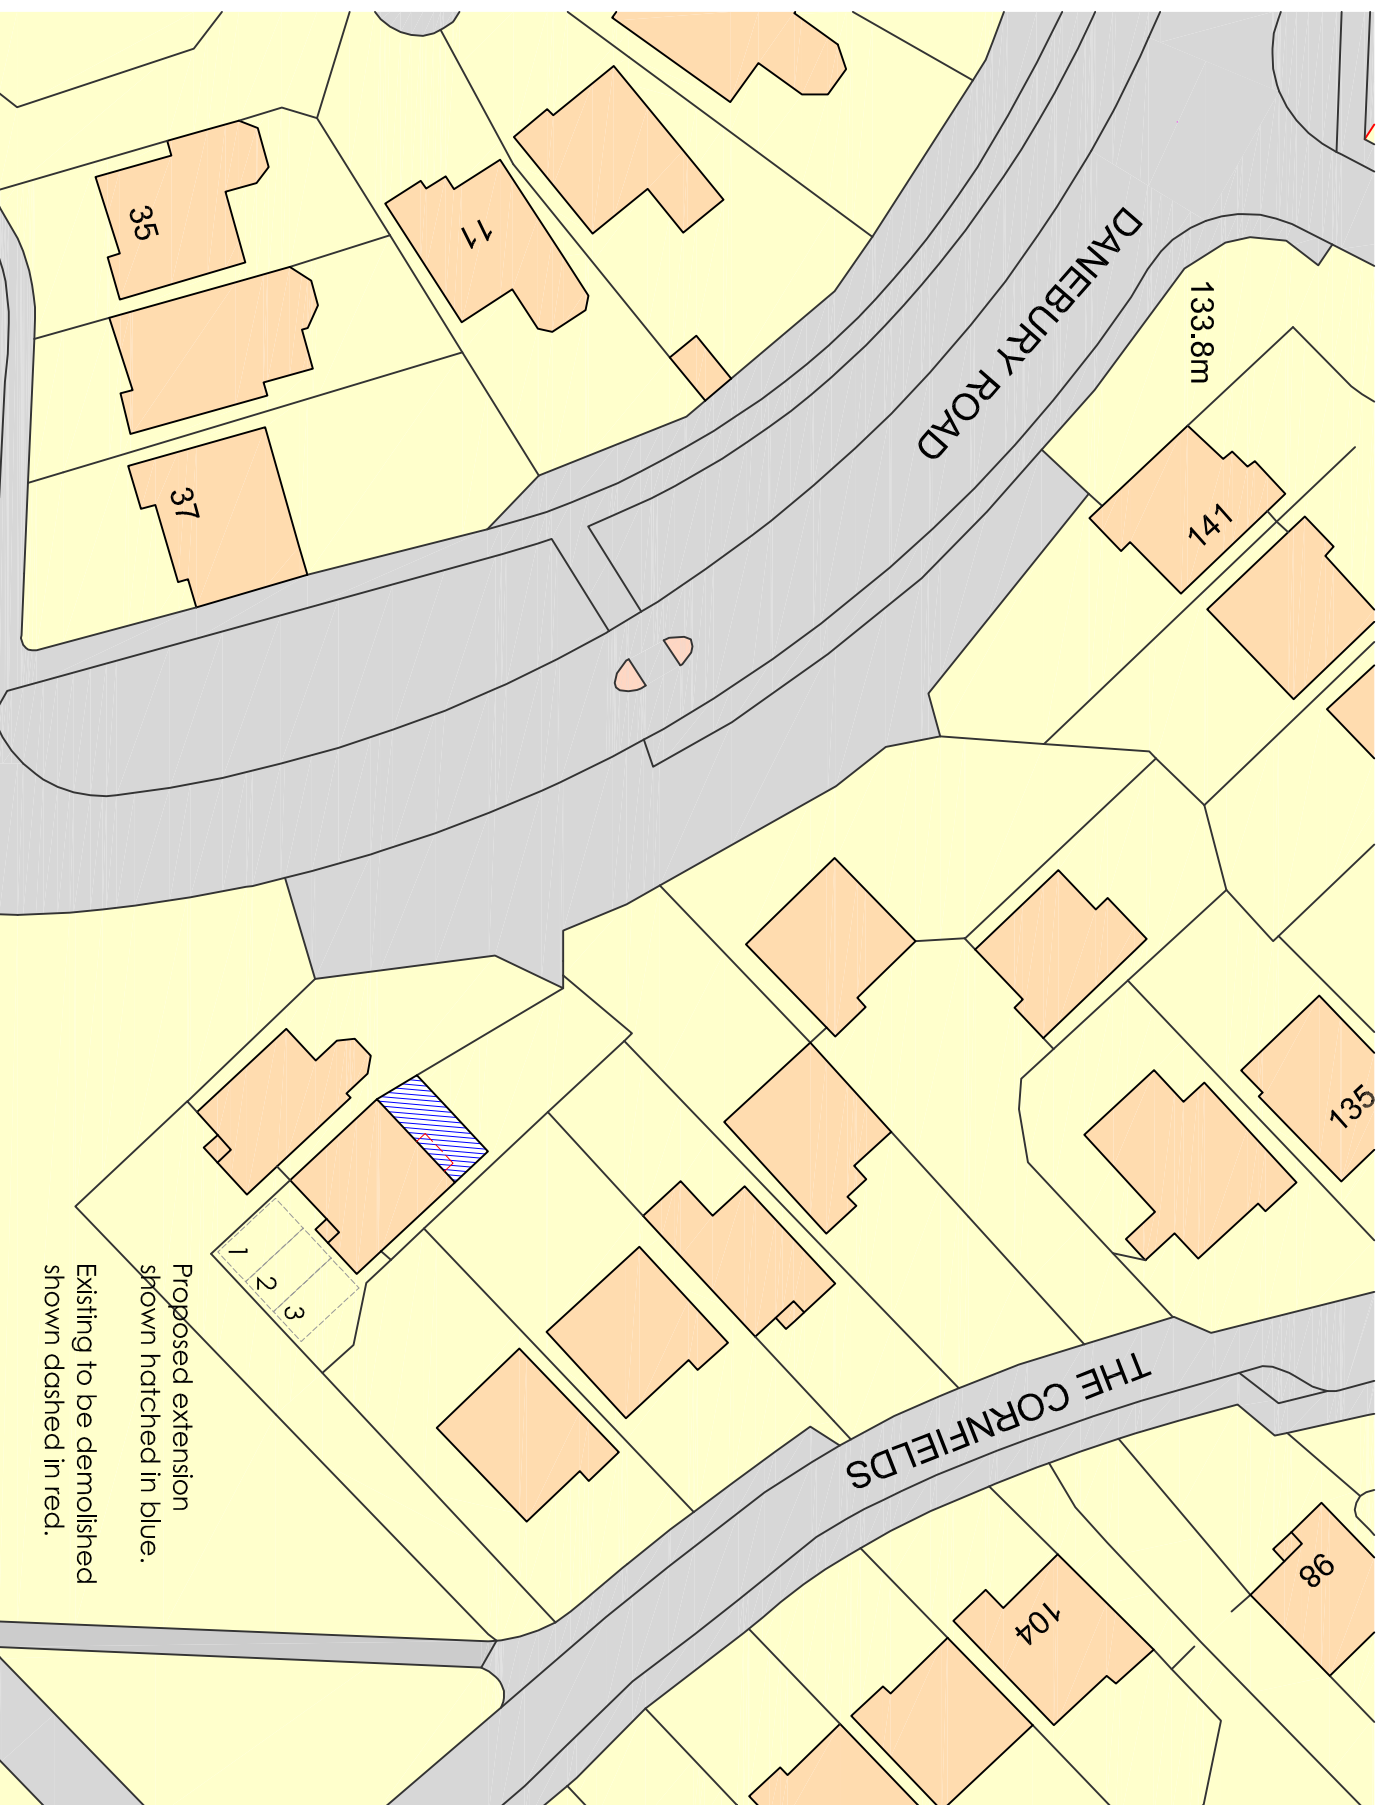 DANEBURY ROAD
133.8m
35
11
37
141
135
1
2
3
Proposed extension
shown hatched in blue.
Existing to be demolished
shown dashed in red.
THE CORNFIELDS
98
104